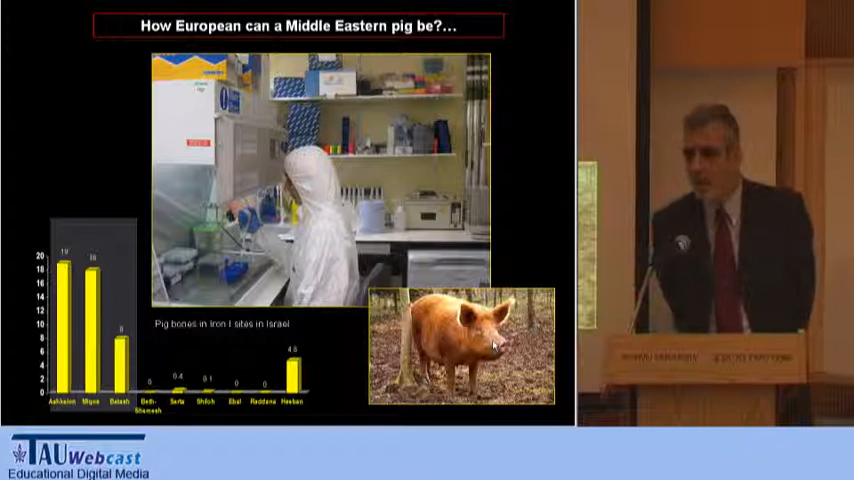 How European can a Middle Eastern pig be?...
Pig bones in Iron I sites in Israel
20
18
16
14
12
10
8
6
4
2
0
19
18
8
0
0.4
0.1
0
0
4.8
Ashkelon
Miqne
Batash
Beth-Shemesh
Sarta
Shiloh
Ebal
Raddana
Hesban
TAU Webcast
Educational Digital Media